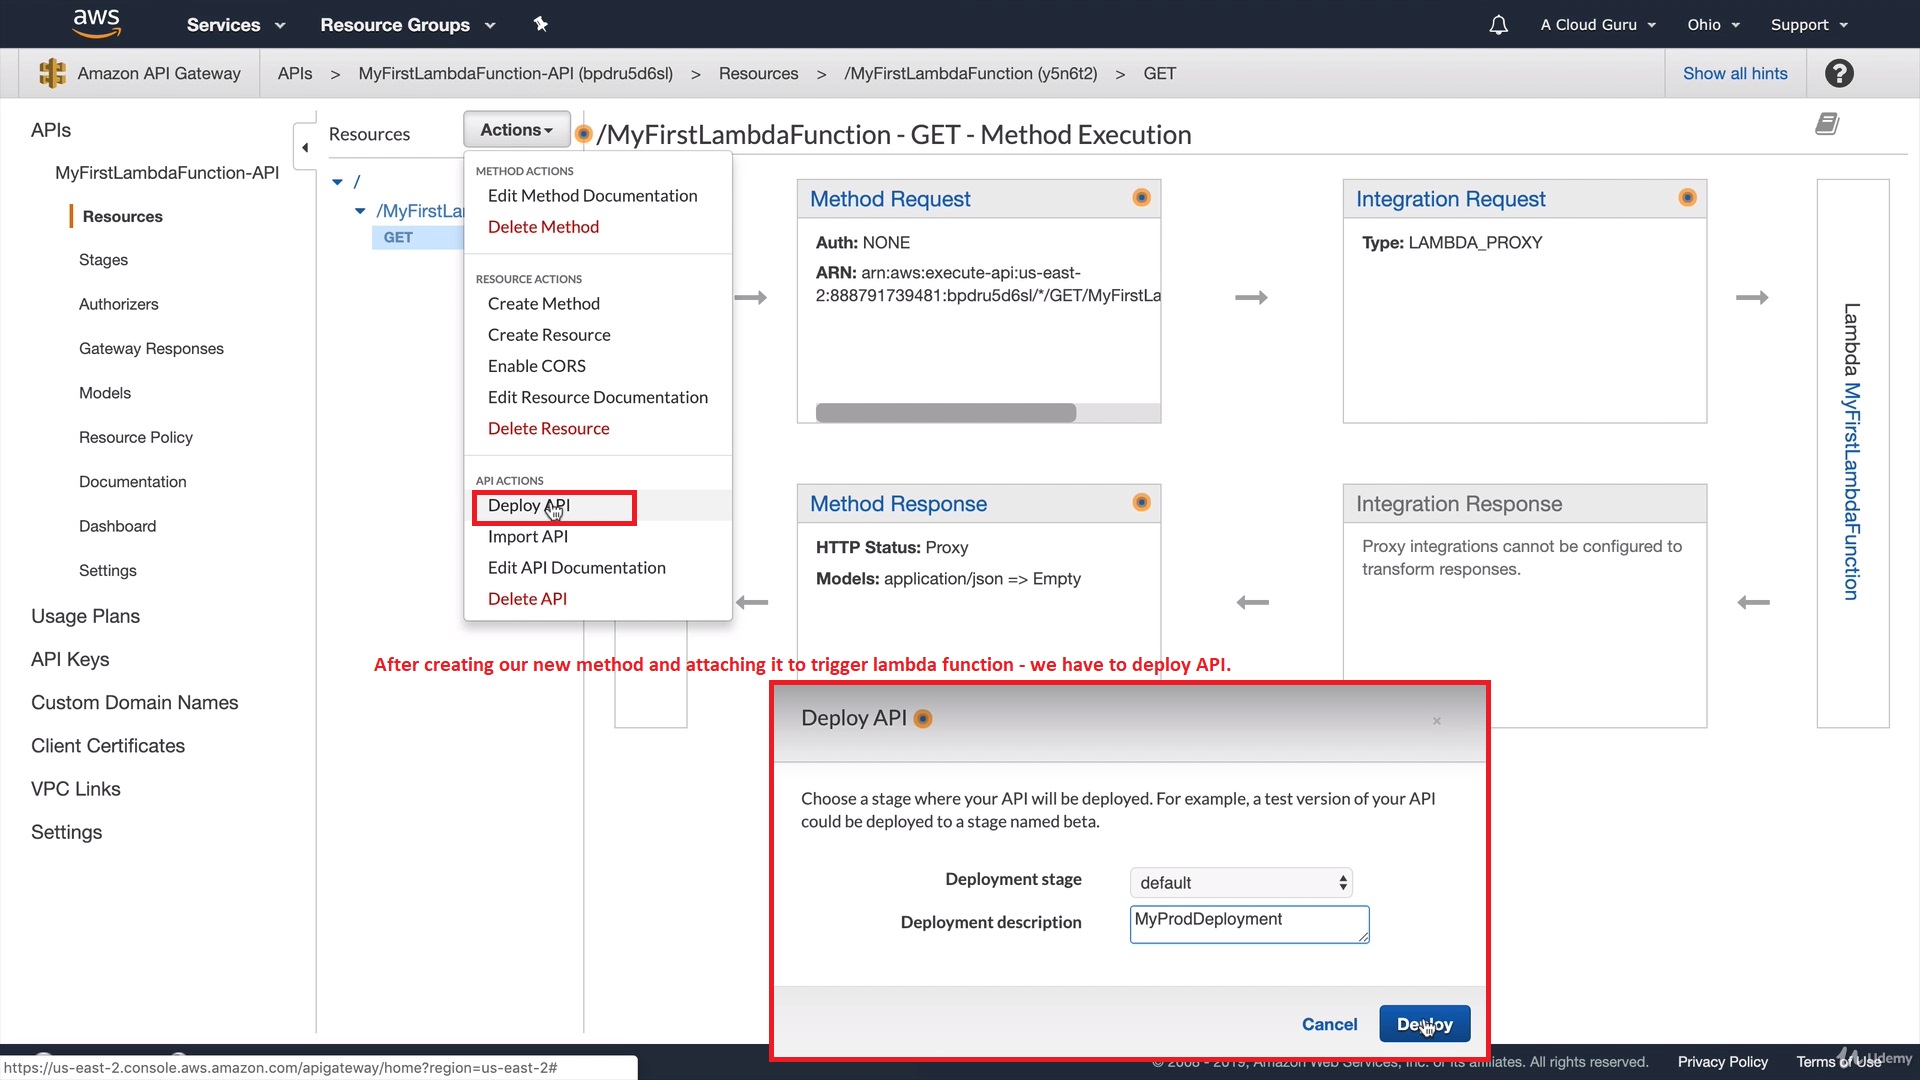 aws
Services
Resource Groups
A Cloud Guru
Ohio
Support
Amazon API Gateway
APIs > MyFirstLambdaFunction-API (bpdru5d6sl) > Resources > /MyFirstLambdaFunction (y5n6t2) > GET
Show all hints
?
APIs
MyFirstLambdaFunction-API
Resources
Stages
Authorizers
Gateway Responses
Models
Resource Policy
Documentation
Dashboard
Settings
Usage Plans
API Keys
Custom Domain Names
Client Certificates
VPC Links
Settings
Resources
Actions
/
/MyFirstLa
GET
METHOD ACTIONS
Edit Method Documentation
Delete Method
RESOURCE ACTIONS
Create Method
Create Resource
Enable CORS
Edit Resource Documentation
Delete Resource
API ACTIONS
Deploy API
Import API
Edit API Documentation
Delete API
/MyFirstLambdaFunction - GET - Method Execution
Method Request
Auth: NONE
ARN: arn:aws:execute-api:us-east-
2:888791739481:bpdru5d6sl/*/GET/MyFirstLa
Integration Request
Type: LAMBDA_PROXY
Lambda MyFirstLambdaFunction
Method Response
HTTP Status: Proxy
Models: application/json => Empty
Integration Response
Proxy integrations cannot be configured to
transform responses.
After creating our new method and attaching it to trigger lambda function - we have to deploy API.
Deploy API
×
Choose a stage where your API will be deployed. For example, a test version of your API
could be deployed to a stage named beta.
Deployment stage
default
Deployment description
MyProdDeployment
Cancel
Deploy
https://us-east-2.console.aws.amazon.com/apigateway/home?region=us-east-2#
© 2008 - 2019, Amazon Web Services, Inc. or its affiliates. All rights reserved.
Privacy Policy
Terms of Use
Udemy